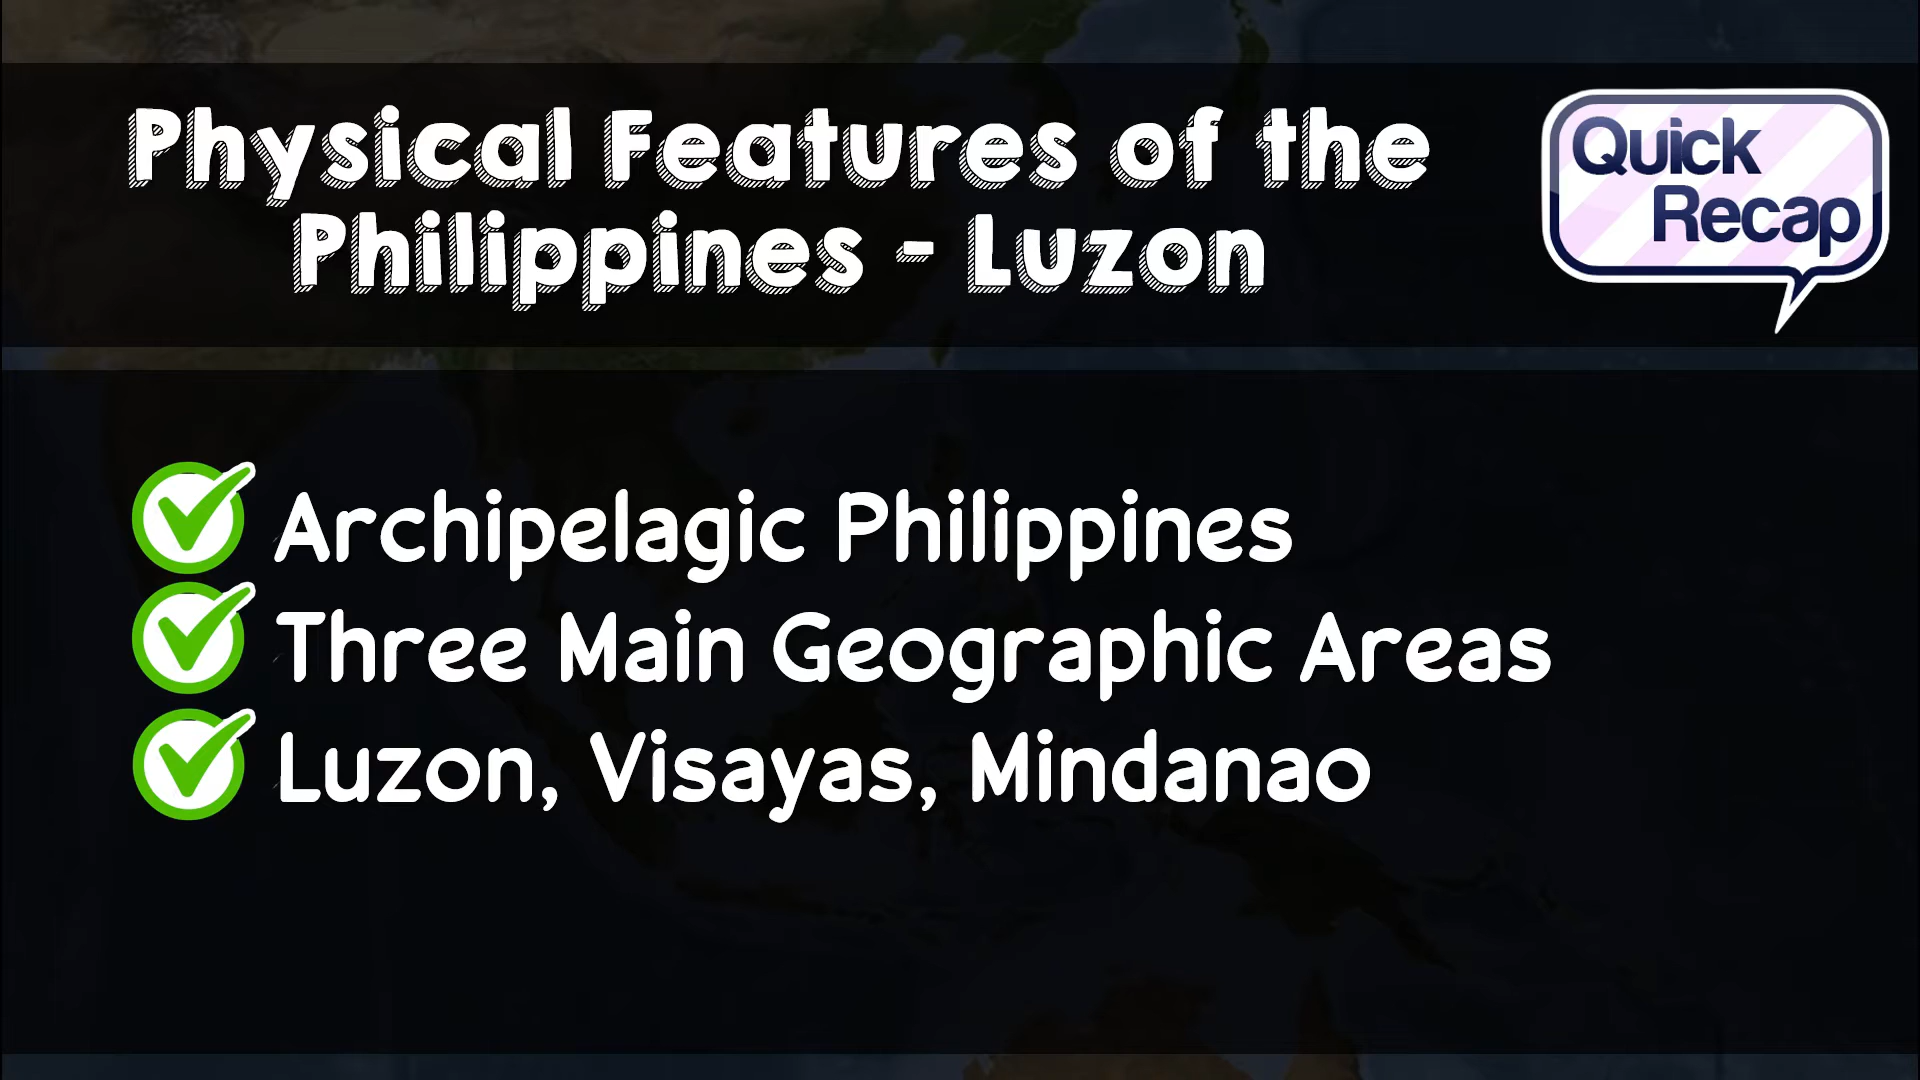 Physical Features of the
Philippines - Luzon
Quick
Recap
Archipelagic Philippines
Three Main Geographic Areas
Luzon, Visayas, Mindanao